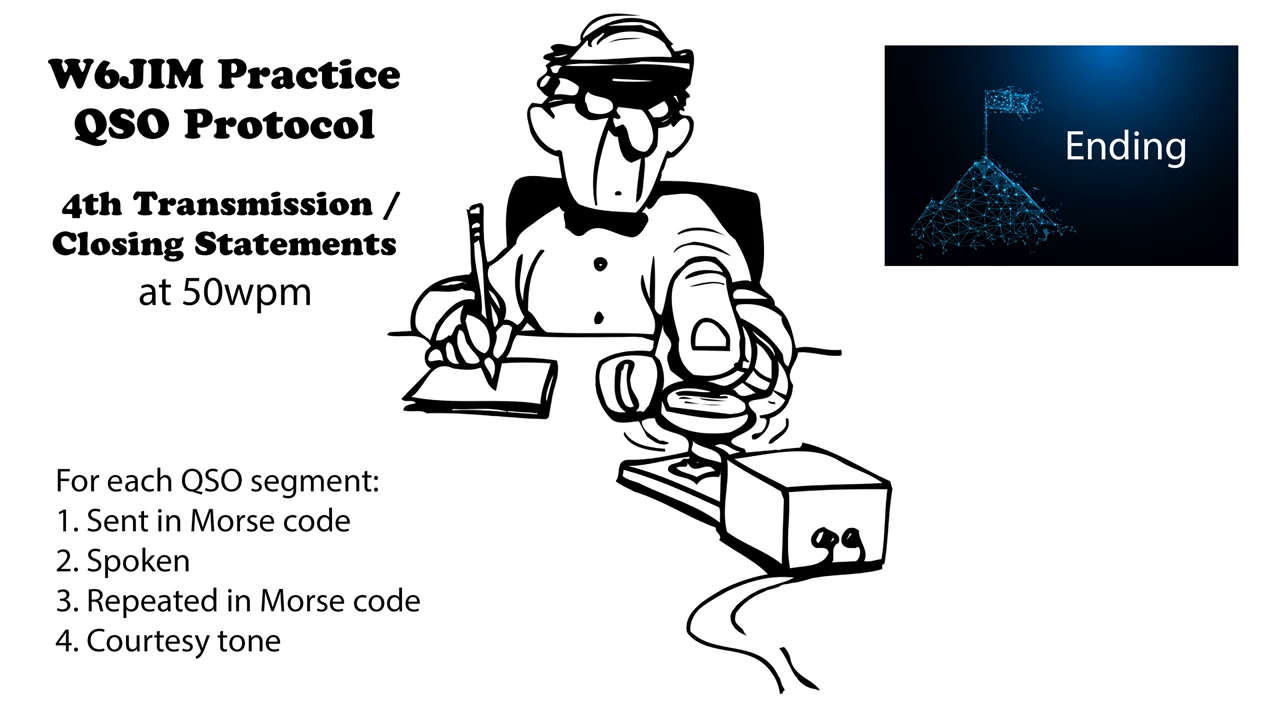 W6JIM Practice
QSO Protocol
4th Transmission /
Closing Statements
at 50wpm
Ending
For each QSO segment:
1. Sent in Morse code
2. Spoken
3. Repeated in Morse code
4. Courtesy tone